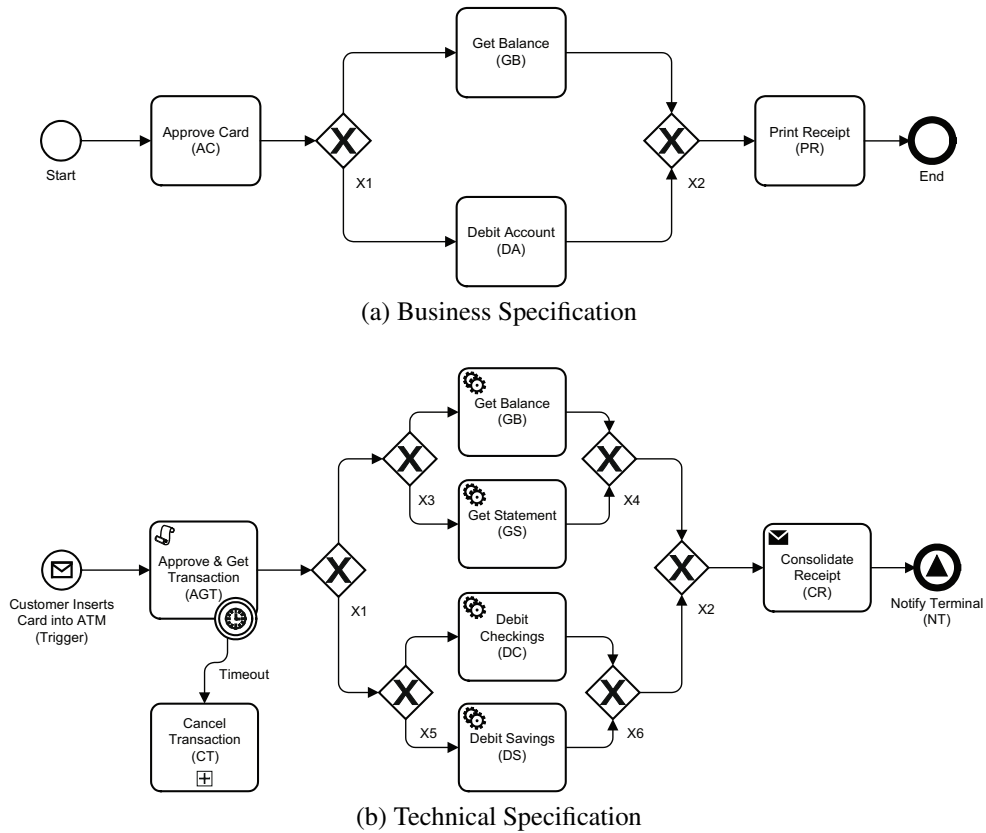 Get Balance
(GB)
Approve Card
(AC)
Print Receipt
(PR)
Start
X1
X2
End
Debit Account
(DA)
(a) Business Specification
Get Balance
(GB)
X3
X4
Get Statement
(GS)
Approve & Get
Transaction
(AGT)
Consolidate
Receipt
(CR)
Customer Inserts
Card into ATM
(Trigger)
X1
X2
Notify Terminal
(NT)
Debit
Checkings
(DC)
Timeout
Cancel
Transaction
(CT)
X5
X6
Debit Savings
(DS)
(b) Technical Specification